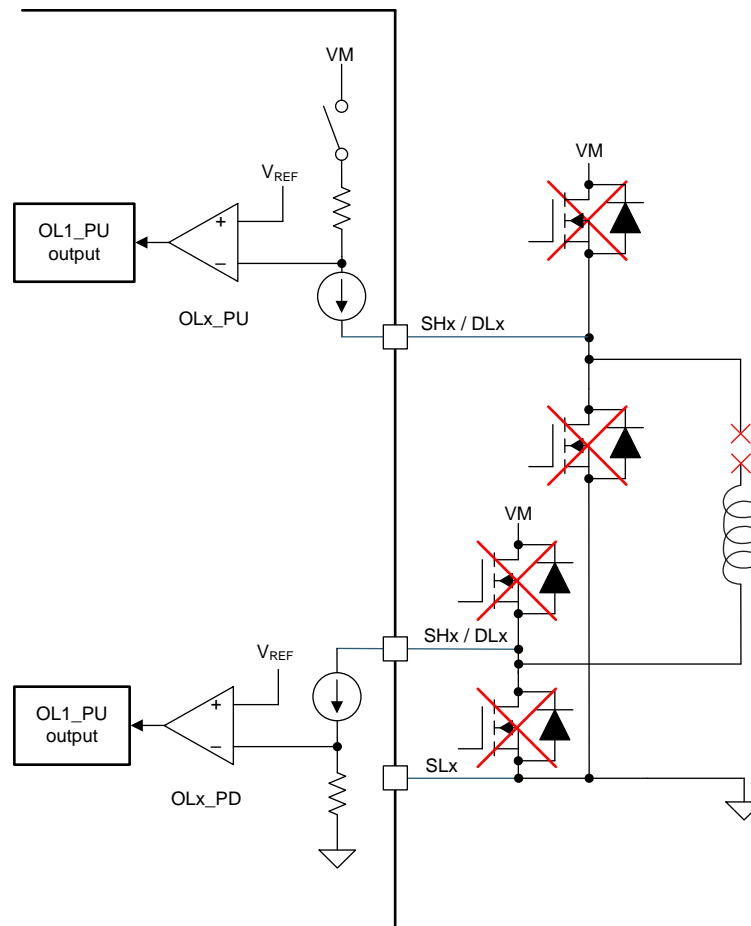 VM
VREF
OL1_PU
output
OLx_PU
SHx / DLx
VM
VM
SHx / DLx
VREF
OL1_PU
output
OLx_PD
SLx